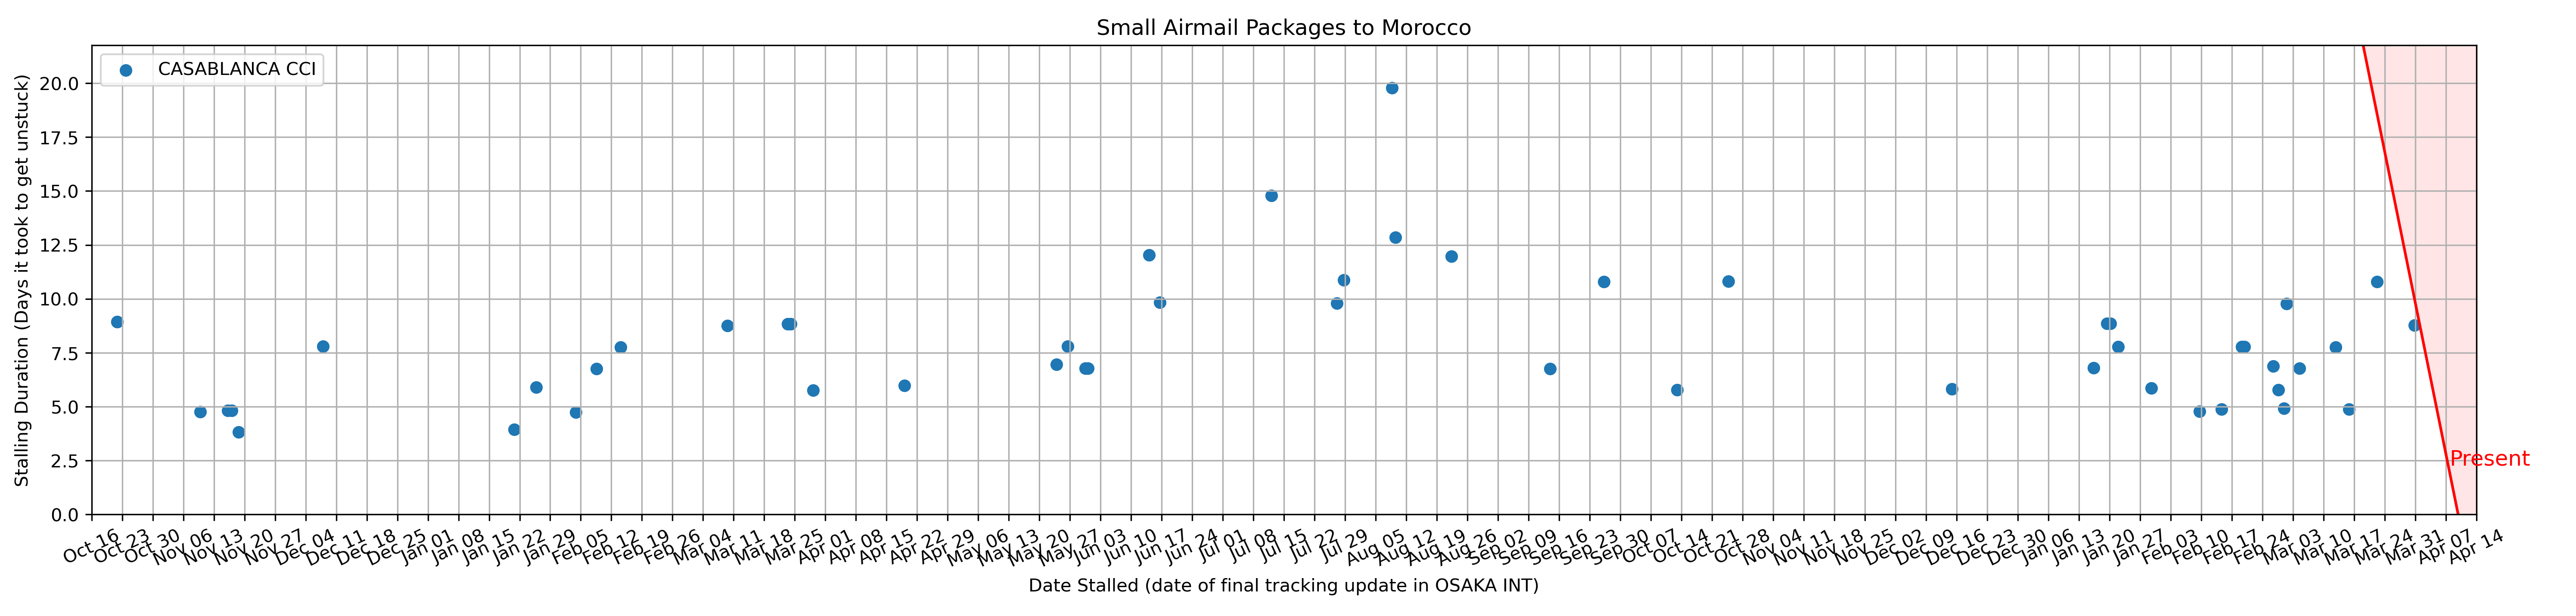 Small Airmail Packages to Morocco
CASABLANCA CCI
Stalling Duration (Days it took to get unstuck)
20.0
17.5
15.0
12.5
10.0
7.5
5.0
2.5
0.0
Present
Oct 16 Oct 23 Oct 30 Nov 06 Nov 13 Nov 20 Nov 27 Dec 04 Dec 11 Dec 18 Dec 25 Jan 01 Jan 08 Jan 15 Jan 22 Jan 29 Feb 05 Feb 12 Feb 19 Feb 26 Mar 04 Mar 11 Mar 18 Mar 25 Apr 01 Apr 08 Apr 15 Apr 22 Apr 29 May 06 May 13 May 20 May 27 Jun 03 Jun 10 Jun 17 Jun 24 Jul 01 Jul 08 Jul 15 Jul 22 Jul 29 Aug 05 Aug 12 Aug 19 Aug 26 Sep 02 Sep 09 Sep 16 Sep 23 Sep 30 Oct 07 Oct 14 Oct 21 Oct 28 Nov 04 Nov 11 Nov 18 Nov 25 Dec 02 Dec 09 Dec 16 Dec 23 Dec 30 Jan 06 Jan 13 Jan 20 Jan 27 Feb 03 Feb 10 Feb 17 Feb 24 Mar 03 Mar 10 Mar 17 Mar 24 Mar 31 Apr 07 Apr 14
Date Stalled (date of final tracking update in OSAKA INT)